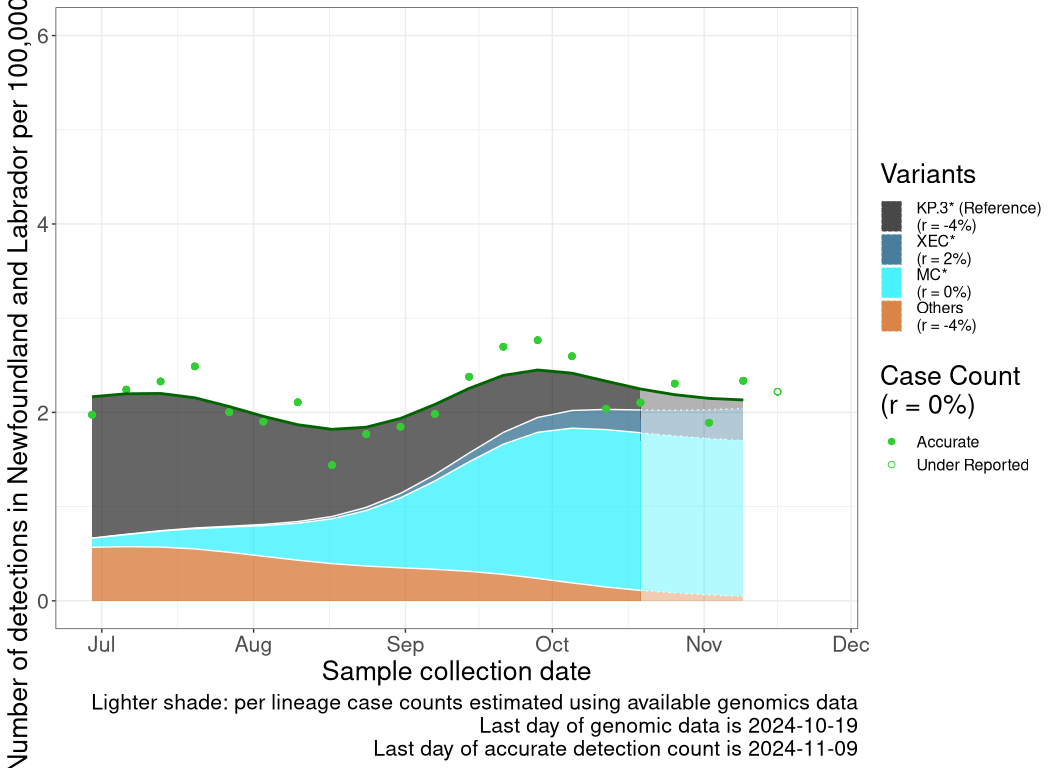 Number of detections in Newfoundland and Labrador per 100,000
6
4
2
0
Jul
Aug
Sep
Oct
Nov
Dec
Sample collection date
Lighter shade: per lineage case counts estimated using available genomics data
Last day of genomic data is 2024-10-19
Last day of accurate detection count is 2024-11-09
Variants
KP.3* (Reference)
(r = -4%)
XEC*
(r = 2%)
MC*
(r = 0%)
Others
(r = -4%)
Case Count
(r = 0%)
Accurate
Under Reported